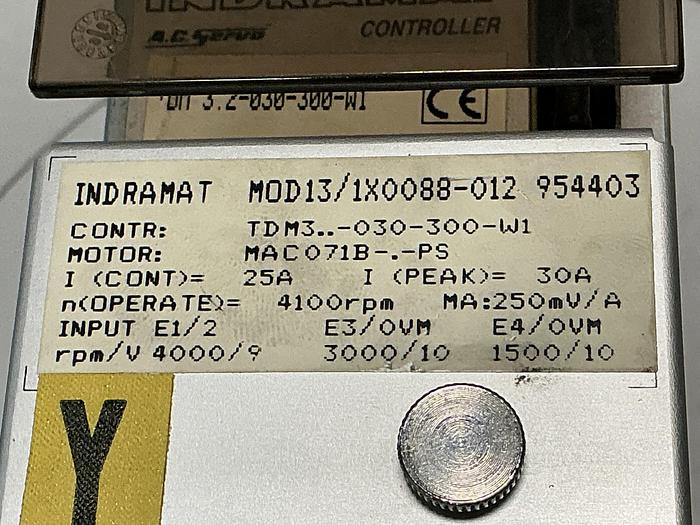 INDRAMAT
A.C. Servo CONTROLLER
TDM 3.2-030-300-W1 CE
INDRAMAT MOD13/1X0088-012 954403
CONTR: TDM3..-030-300-W1
MOTOR: MAC071B-.-PS
I (CONT)= 25A I (PEAK)= 30A
n(OPERATE)= 4100rpm MA:250mV/A
INPUT E1/2 E3/0VM E4/0VM
rpm/V 4000/9 3000/10 1500/10
Y